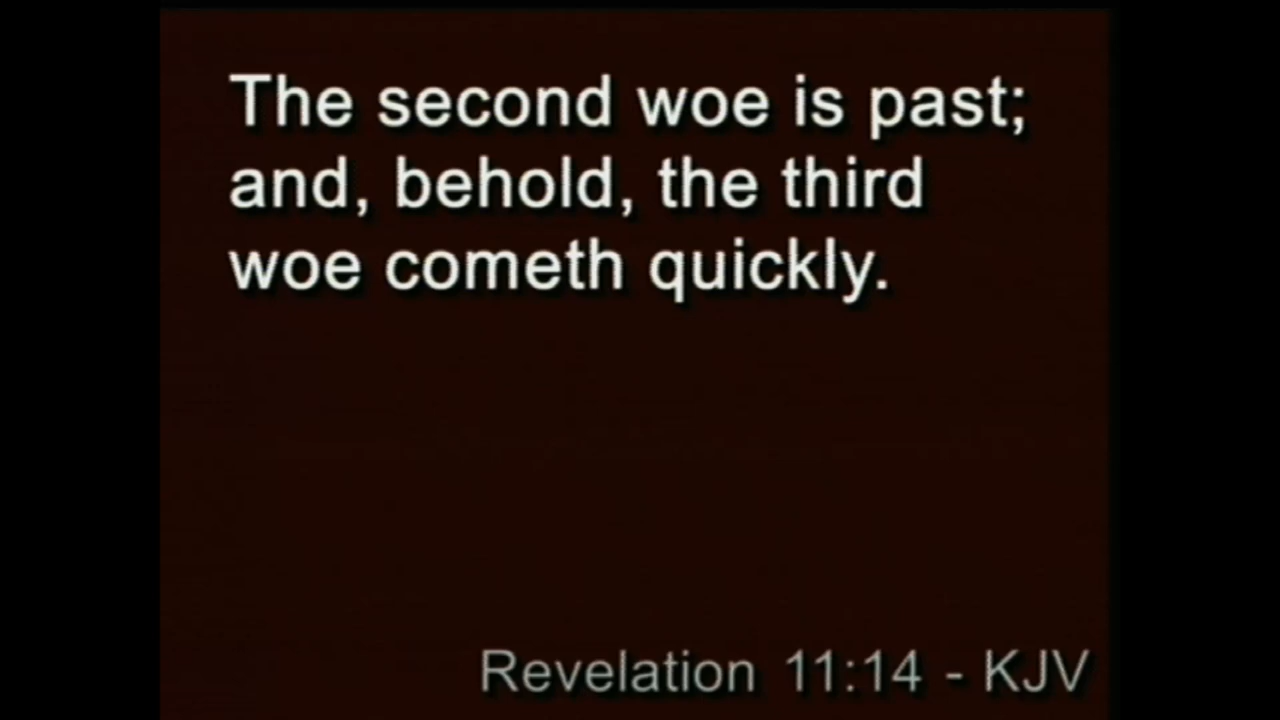 The second woe is past;
and, behold, the third
woe cometh quickly.
Revelation 11:14 - KJV